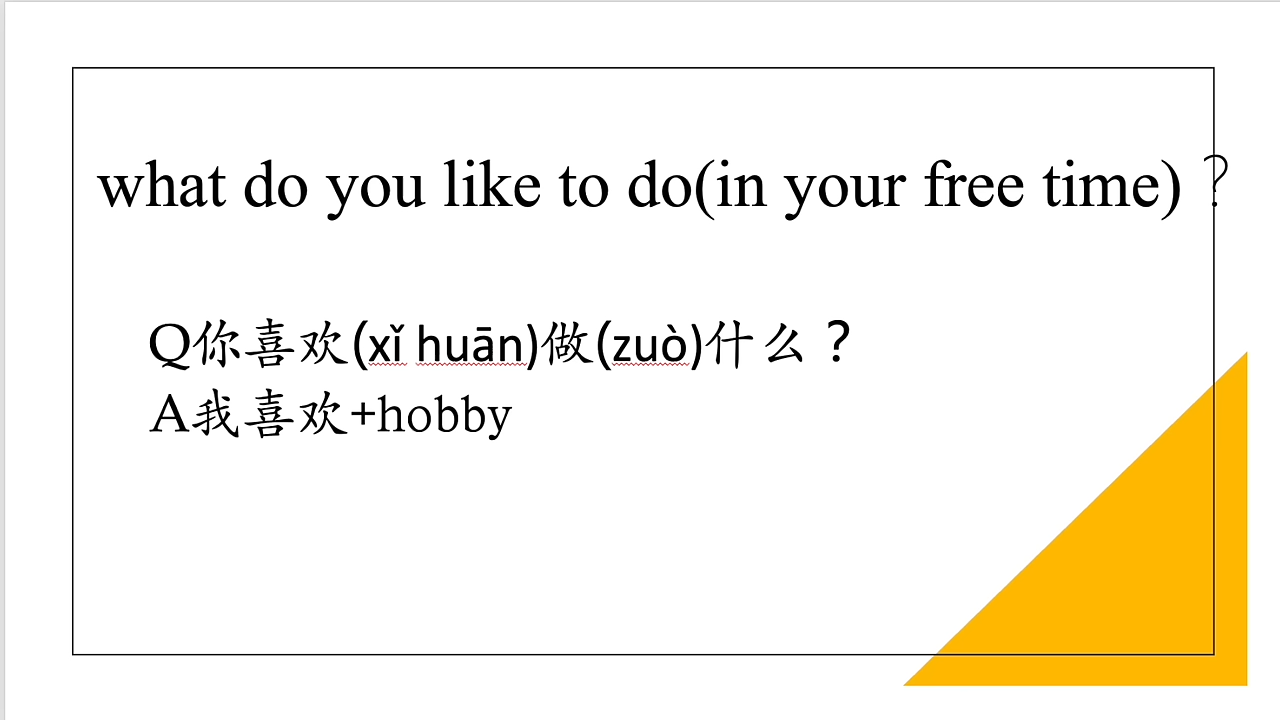 what do you like to do(in your free time)？
Q你喜欢(xǐ huān)做(zuò)什么？
A我喜欢+hobby